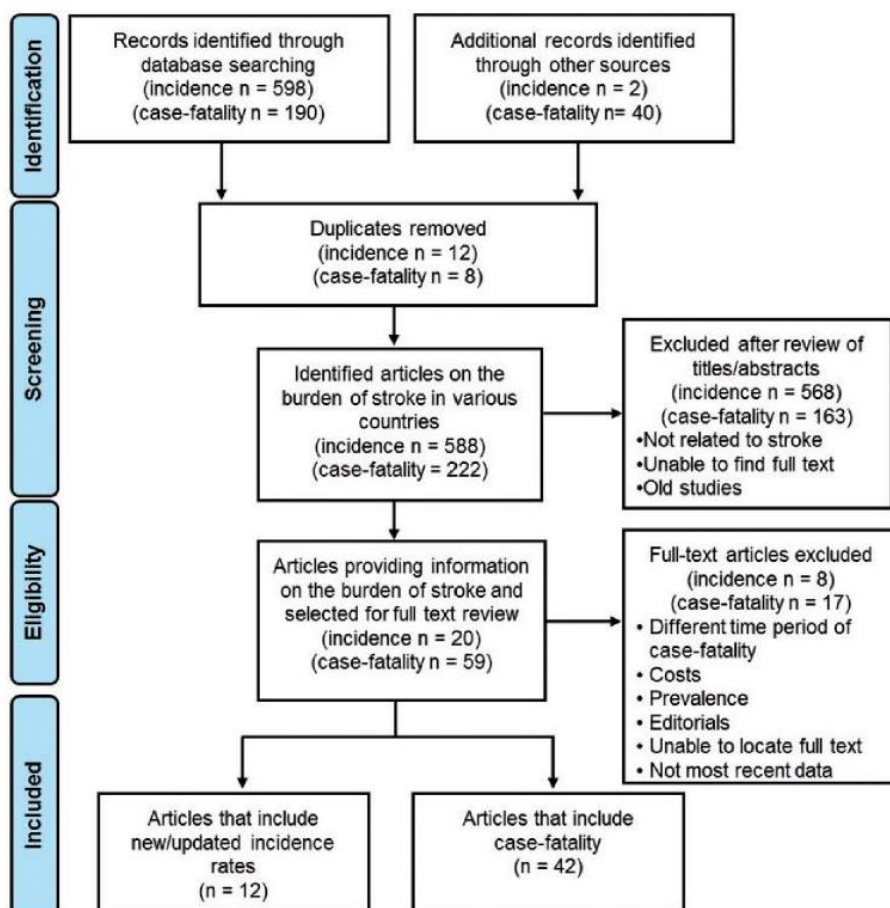 Identification
Records identified through
database searching
(incidence n = 598)
(case-fatality n = 190)
Additional records identified
through other sources
(incidence n = 2)
(case-fatality n= 40)
Screening
Duplicates removed
(incidence n = 12)
(case-fatality n = 8)
Identified articles on the
burden of stroke in various
countries
(incidence n = 588)
(case-fatality = 222)
Excluded after review of
titles/abstracts
(incidence n = 568)
(case-fatality n = 163)
•Not related to stroke
•Unable to find full text
•Old studies
Eligibility
Articles providing information
on the burden of stroke and
selected for full text review
(incidence n = 20)
(case-fatality n = 59)
Full-text articles excluded
(incidence n = 8)
(case-fatality n = 17)
• Different time period of
case-fatality
• Costs
• Prevalence
• Editorials
• Unable to locate full text
• Not most recent data
Included
Articles that include
new/updated incidence
rates
(n = 12)
Articles that include
case-fatality
(n = 42)